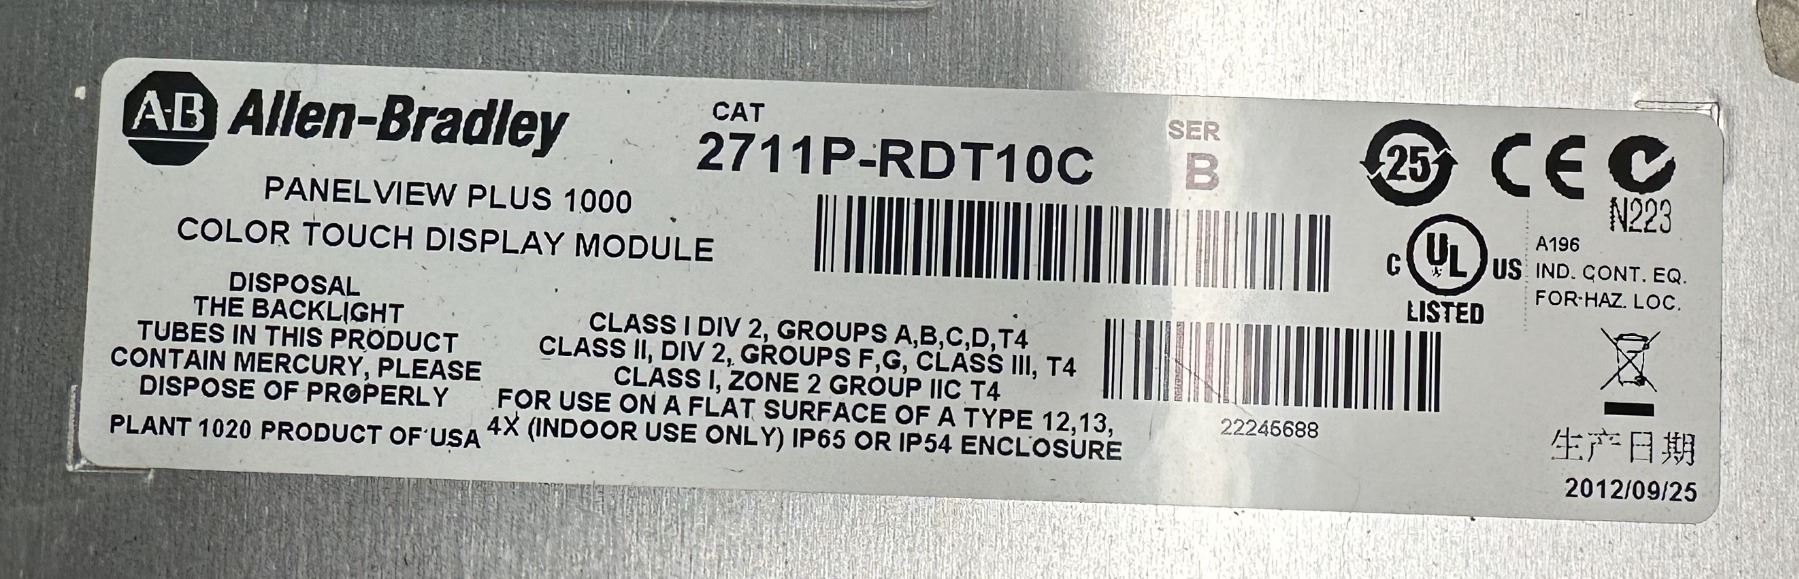 A-B Allen-Bradley
PANELVIEW PLUS 1000
COLOR TOUCH DISPLAY MODULE
DISPOSAL
THE BACKLIGHT
TUBES IN THIS PRODUCT
CONTAIN MERCURY, PLEASE
DISPOSE OF PROPERLY
PLANT 1020 PRODUCT OF USA
CAT
2711P-RDT10C
SER
B
CLASS I DIV 2, GROUPS A,B,C,D,T4
CLASS II, DIV 2, GROUPS F,G, CLASS III, T4
CLASS I, ZONE 2 GROUP IIC T4
FOR USE ON A FLAT SURFACE OF A TYPE 12,13,
4X (INDOOR USE ONLY) IP65 OR IP54 ENCLOSURE
22245688
25 CE
N223
C UL US
LISTED
A196
IND. CONT. EQ.
FOR HAZ. LOC.
生产日期
2012/09/25